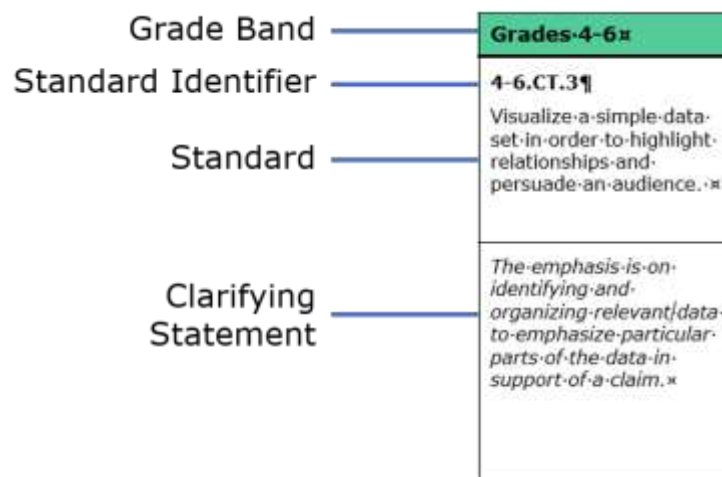 Grade Band
Grades·4-6¤
Standard Identifier
4-6.CT.3¶
Standard
Visualize·a·simple·data·
set·in·order·to·highlight·
relationships·and·
persuade·an·audience.·¤
Clarifying
Statement
The·emphasis·is·on·
identifying·and·
organizing·relevant·data·
to·emphasize·particular·
parts·of·the·data·in·
support·of·a·claim.¤